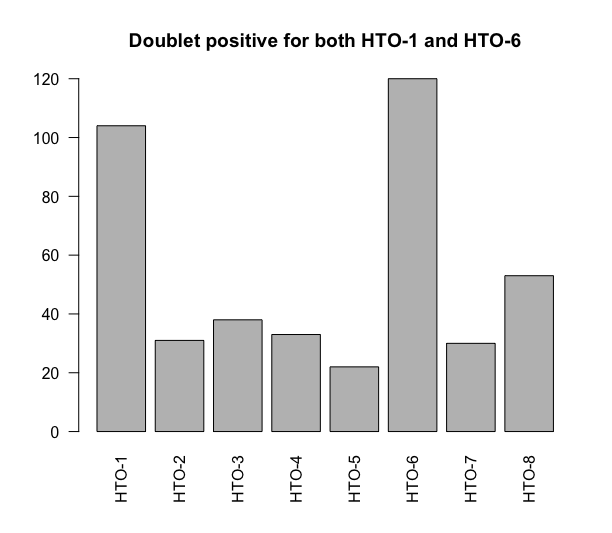 Doublet positive for both HTO-1 and HTO-6
120
100
80
60
40
20
0
HTO-1
HTO-2
HTO-3
HTO-4
HTO-5
HTO-6
HTO-7
HTO-8